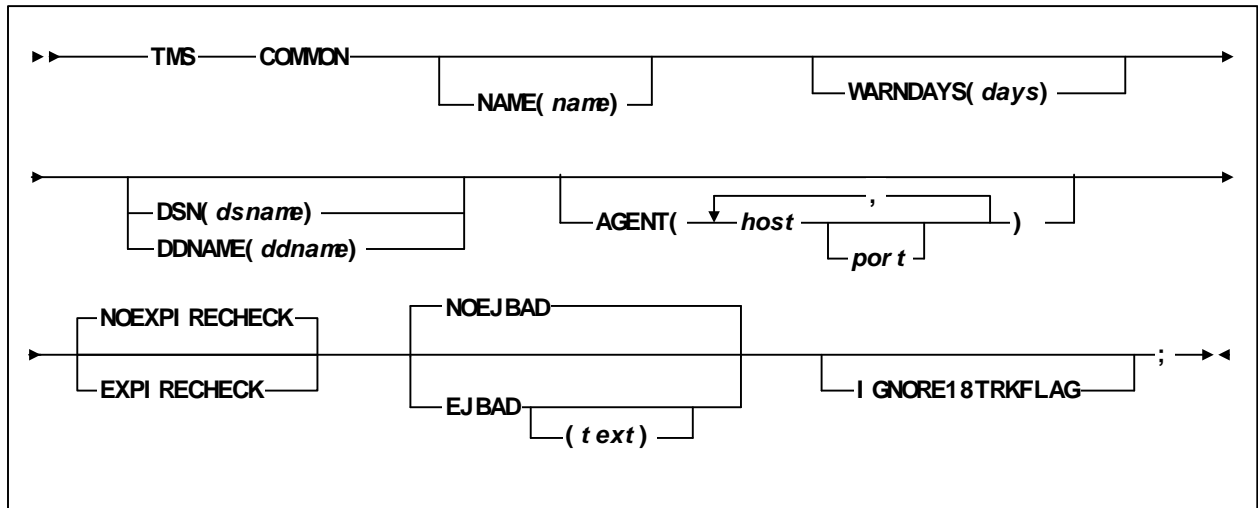 TMS COMMON
NAME( name)
WARNDAYS( days)
DSN( dsname)
DDNAME( ddname)
AGENT( host , )
port
NOEXPIRECHECK
EXPIRECHECK
NOEJBAD
EJBAD
( text)
IGNORE18TRKFLAG
;